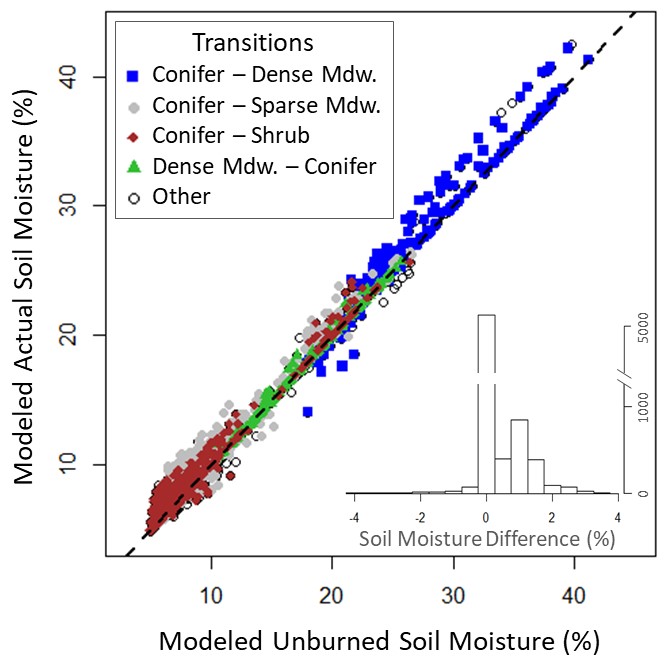 Transitions
Conifer – Dense Mdw.
Conifer – Sparse Mdw.
Conifer – Shrub
Dense Mdw. – Conifer
Other
Modeled Actual Soil Moisture (%)
40
30
20
10
5000
1000
0
-4 -2 0 2 4
Soil Moisture Difference (%)
10 20 30 40
Modeled Unburned Soil Moisture (%)